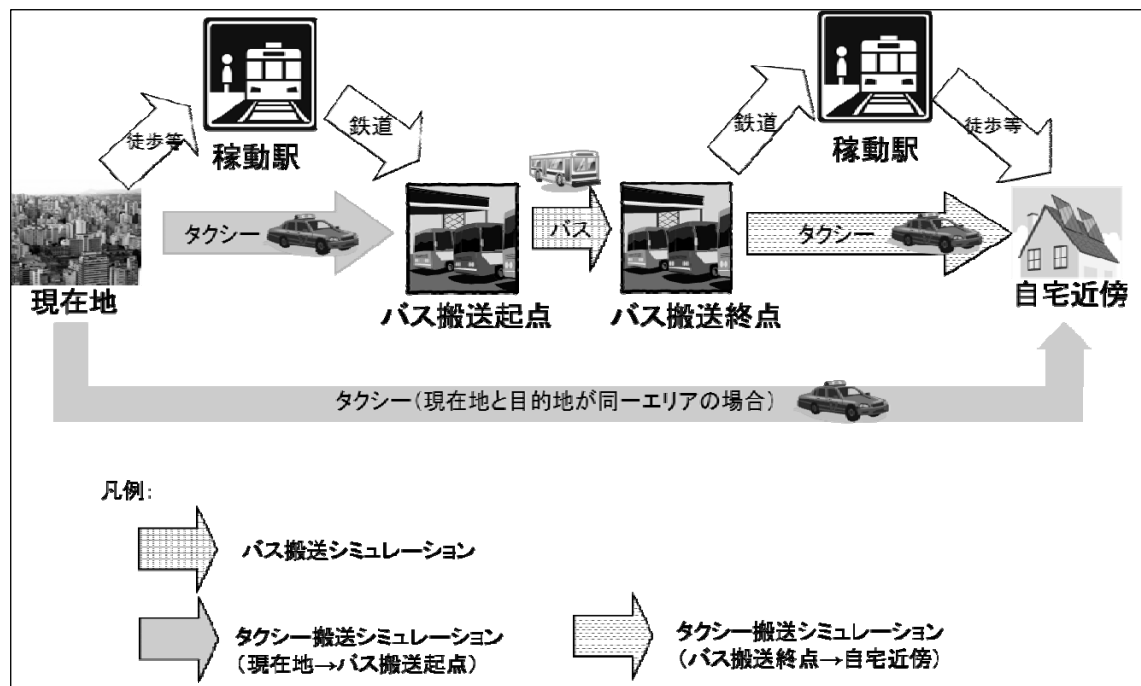 徒歩等
稼動駅
鉄道
鉄道
稼動駅
徒歩等
現在地
タクシー
バス搬送起点
バス
バス搬送終点
タクシー
自宅近傍
タクシー(現在地と目的地が同一エリアの場合)
凡例:
バス搬送シミュレーション
タクシー搬送シミュレーション
(現在地→バス搬送起点)
タクシー搬送シミュレーション
(バス搬送終点→自宅近傍)